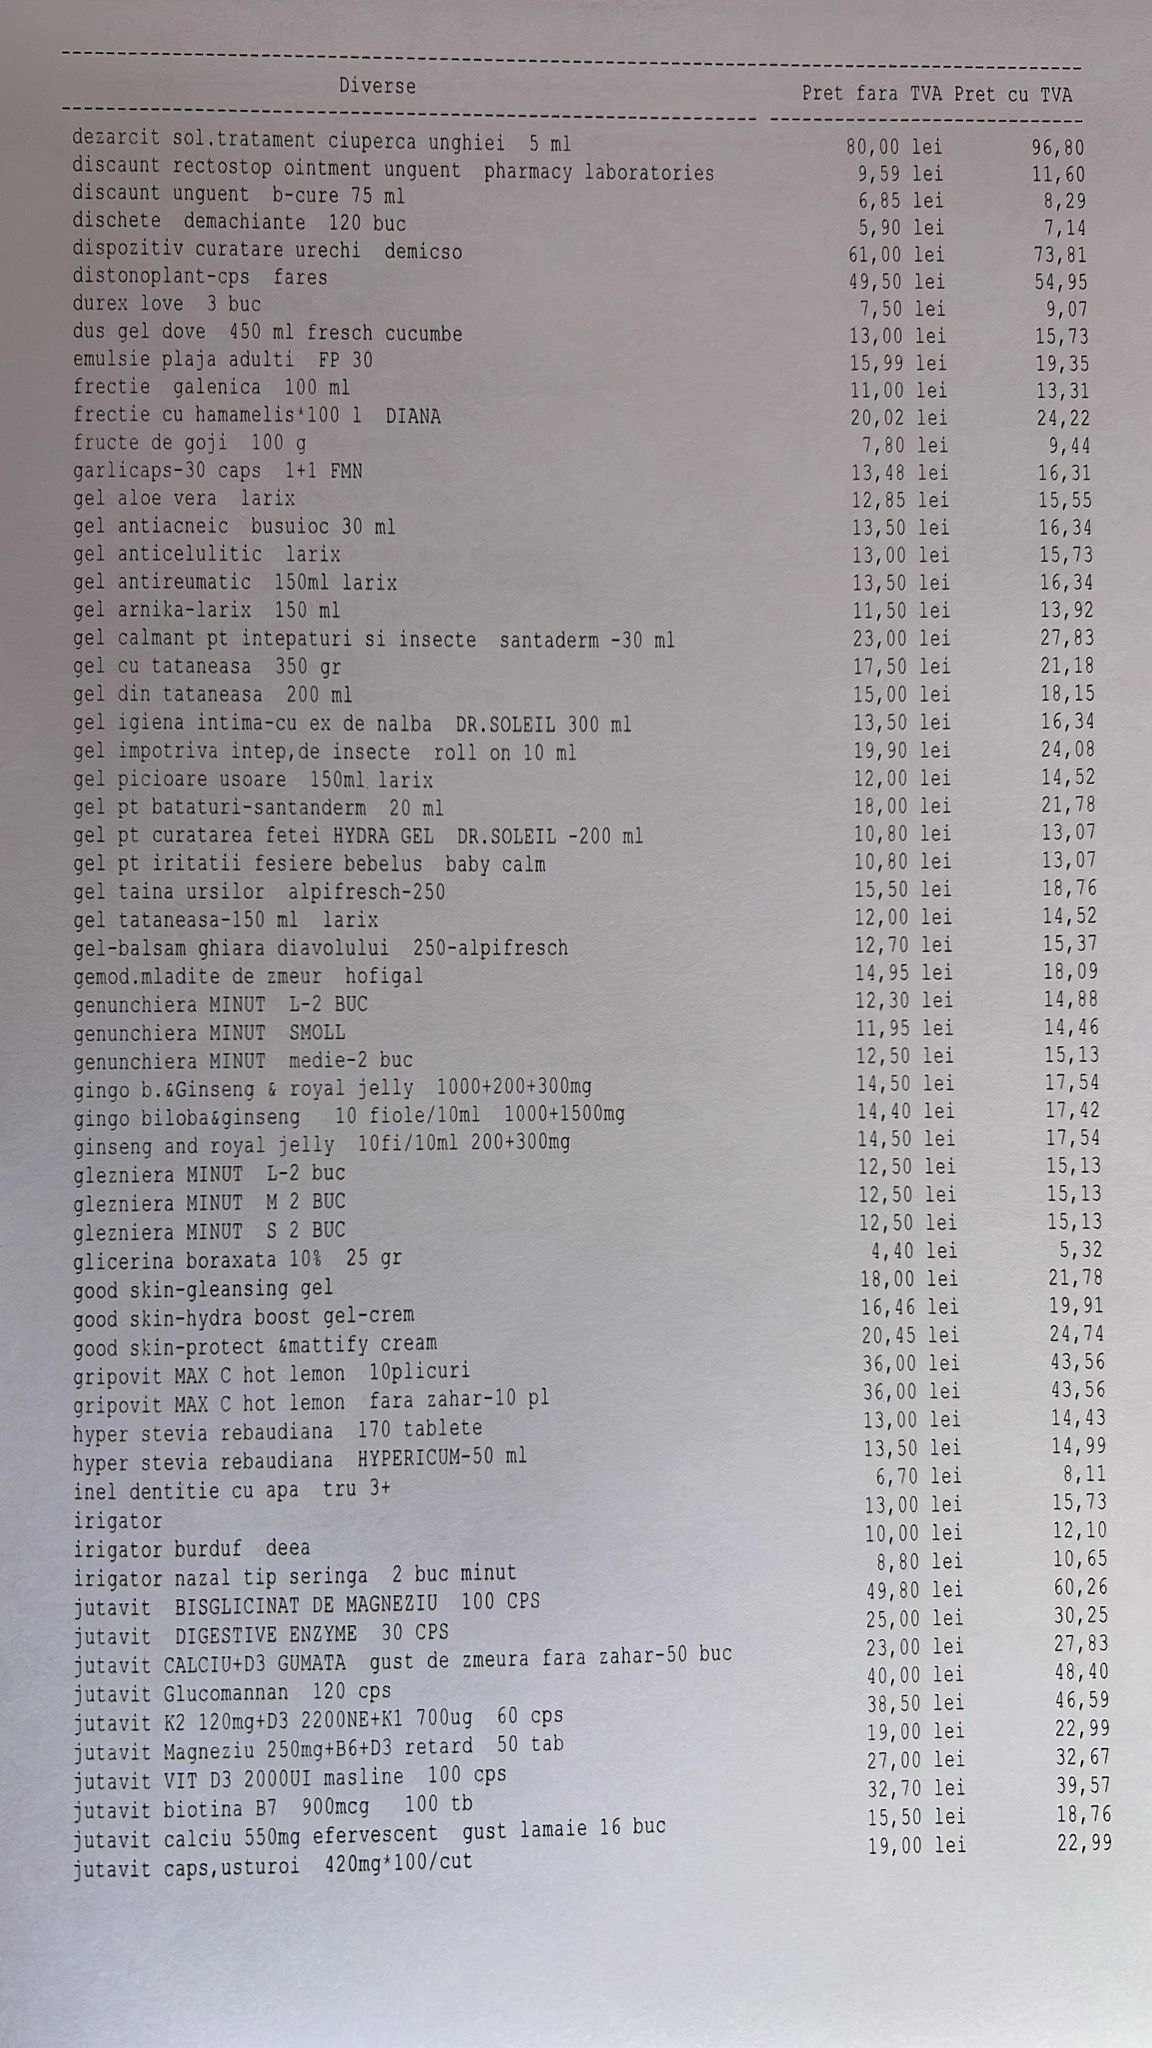 Diverse Pret fara TVA Pret cu TVA
dezarcit sol.tratament ciuperca unghiei 5 ml 80,00 lei 96,80
discaunt rectostop ointment unguent pharmacy laboratories 9,59 lei 11,60
discaunt unguent b-cure 75 ml 6,85 lei 8,29
dischete demachiante 120 buc 5,90 lei 7,14
dispozitiv curatare urechi demicso 61,00 lei 73,81
distonoplant-cps fares 49,50 lei 54,95
durex love 3 buc 7,50 lei 9,07
dus gel dove 450 ml fresch cucumbe 13,00 lei 15,73
emulsie plaja adulti FP 30 15,99 lei 19,35
frectie galenica 100 ml 11,00 lei 13,31
frectie cu hamamelis*100 l DIANA 20,02 lei 24,22
fructe de goji 100 g 7,80 lei 9,44
garlicaps-30 caps 1+1 FMN 13,48 lei 16,31
gel aloe vera larix 12,85 lei 15,55
gel antiacneic busuioc 30 ml 13,50 lei 16,34
gel anticelulitic larix 13,00 lei 15,73
gel antireumatic 150ml larix 13,50 lei 16,34
gel arnika-larix 150 ml 11,50 lei 13,92
gel calmant pt intepaturi si insecte santaderm -30 ml 23,00 lei 27,83
gel cu tataneasa 350 gr 17,50 lei 21,18
gel din tataneasa 200 ml 15,00 lei 18,15
gel igiena intima-cu ex de nalba DR.SOLEIL 300 ml 13,50 lei 16,34
gel impotriva intep,de insecte roll on 10 ml 19,90 lei 24,08
gel picioare usoare 150ml larix 12,00 lei 14,52
gel pt bataturi-santanderm 20 ml 18,00 lei 21,78
gel pt curatarea fetei HYDRA GEL DR.SOLEIL -200 ml 10,80 lei 13,07
gel pt iritatii fesiere bebelus baby calm 10,80 lei 13,07
gel taina ursilor alpifresch-250 15,50 lei 18,76
gel tataneasa-150 ml larix 12,00 lei 14,52
gel-balsam ghiara diavolului 250-alpifresch 12,70 lei 15,37
gemod.mladite de zmeur hofigal 14,95 lei 18,09
genunchiera MINUT L-2 BUC 12,30 lei 14,88
genunchiera MINUT SMOLL 11,95 lei 14,46
genunchiera MINUT medie-2 buc 12,50 lei 15,13
gingo b.&Ginseng & royal jelly 1000+200+300mg 14,50 lei 17,54
gingo biloba&ginseng 10 fiole/10ml 1000+1500mg 14,40 lei 17,42
ginseng and royal jelly 10fi/10ml 200+300mg 14,50 lei 17,54
glezniera MINUT L-2 buc 12,50 lei 15,13
glezniera MINUT M 2 BUC 12,50 lei 15,13
glezniera MINUT S 2 BUC 12,50 lei 15,13
glicerina boraxata 10% 25 gr 4,40 lei 5,32
good skin-gleansing gel 18,00 lei 21,78
good skin-hydra boost gel-crem 16,46 lei 19,91
good skin-protect &mattify cream 20,45 lei 24,74
gripovit MAX C hot lemon 10plicuri 36,00 lei 43,56
gripovit MAX C hot lemon fara zahar-10 pl 36,00 lei 43,56
hyper stevia rebaudiana 170 tablete 13,00 lei 14,43
hyper stevia rebaudiana HYPERICUM-50 ml 13,50 lei 14,99
inel dentitie cu apa tru 3+ 6,70 lei 8,11
irigator 13,00 lei 15,73
irigator burduf deea 10,00 lei 12,10
irigator nazal tip seringa 2 buc minut 8,80 lei 10,65
jutavit BISGLICINAT DE MAGNEZIU 100 CPS 49,80 lei 60,26
jutavit DIGESTIVE ENZYME 30 CPS 25,00 lei 30,25
jutavit CALCIU+D3 GUMATA gust de zmeura fara zahar-50 buc 23,00 lei 27,83
jutavit Glucomannan 120 cps 40,00 lei 48,40
jutavit K2 120mg+D3 2200NE+K1 700ug 60 cps 38,50 lei 46,59
jutavit Magneziu 250mg+B6+D3 retard 50 tab 19,00 lei 22,99
jutavit VIT D3 2000UI masline 100 cps 27,00 lei 32,67
jutavit biotina B7 900mcg 100 tb 32,70 lei 39,57
jutavit calciu 550mg efervescent gust lamaie 16 buc 15,50 lei 18,76
jutavit caps,usturoi 420mg*100/cut 19,00 lei 22,99